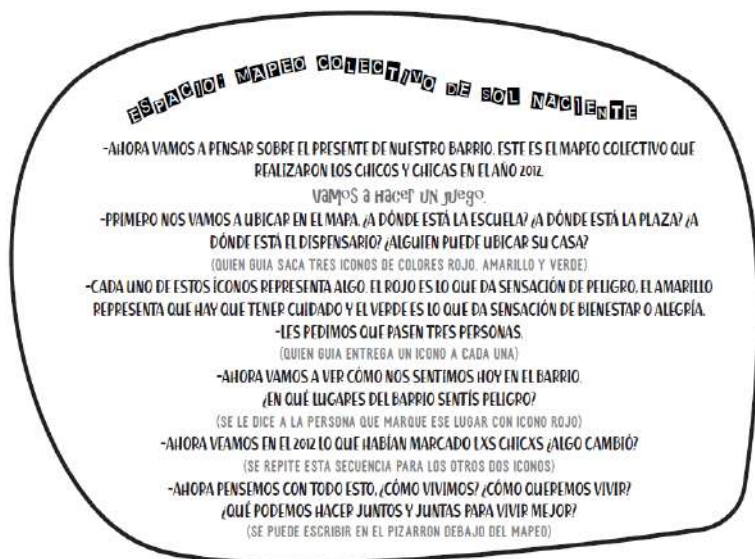 ESPACIO: MAPEO COLECTIVO DE SOL NACIENTE
-AHORA VAMOS A PENSAR SOBRE EL PRESENTE DE NUESTRO BARRIO. ESTE ES EL MAPEO COLECTIVO QUE
REALIZARON LOS CHICOS Y CHICAS EN EL AÑO 2012.
VAMOS A HACER UN JUEGO.
-PRIMERO NOS VAMOS A UBICAR EN EL MAPA. ¿A DÓNDE ESTÁ LA ESCUELA? ¿A DÓNDE ESTÁ LA PLAZA? ¿A
DÓNDE ESTÁ EL DISPENSARIO? ¿ALGUIEN PUEDE UBICAR SU CASA?
(QUIEN GUIA SACA TRES ICONOS DE COLORES ROJO, AMARILLO Y VERDE)
-CADA UNO DE ESTOS ÍCONOS REPRESENTA ALGO. EL ROJO ES LO QUE DA SENSACIÓN DE PELIGRO, EL AMARILLO
REPRESENTA QUE HAY QUE TENER CUIDADO Y EL VERDE ES LO QUE DA SENSACIÓN DE BIENESTAR O ALEGRÍA.
-LES PEDIMOS QUE PASEN TRES PERSONAS.
(QUIEN GUIA ENTREGA UN ICONO A CADA UNA)
-AHORA VAMOS A VER CÓMO NOS SENTIMOS HOY EN EL BARRIO.
¿EN QUÉ LUGARES DEL BARRIO SENTÍS PELIGRO?
(SE LE DICE A LA PERSONA QUE MARQUE ESE LUGAR CON ICONO ROJO)
-AHORA VEAMOS EN EL 2012 LO QUE HABÍAN MARCADO LXS CHICXS ¿ALGO CAMBIÓ?
(SE REPITE ESTA SECUENCIA PARA LOS OTROS DOS ICONOS)
-AHORA PENSEMOS CON TODO ESTO, ¿CÓMO VIVIMOS? ¿CÓMO QUEREMOS VIVIR?
¿QUÉ PODEMOS HACER JUNTOS Y JUNTAS PARA VIVIR MEJOR?
(SE PUEDE ESCRIBIR EN EL PIZARRON DEBAJO DEL MAPEO)